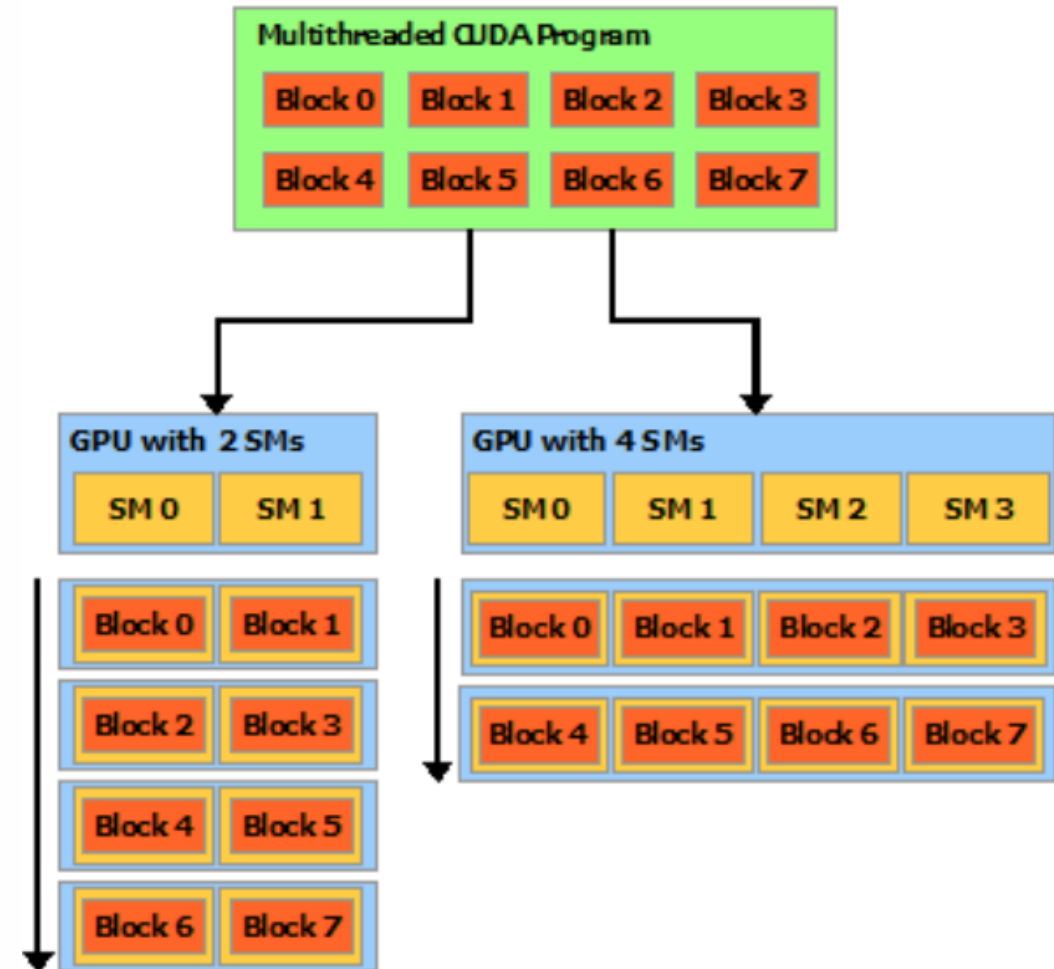 Multithreaded CUDA Program
Block 0 Block 1 Block 2 Block 3
Block 4 Block 5 Block 6 Block 7
GPU with 2 SMs
SM 0 SM 1
Block 0 Block 1
Block 2 Block 3
Block 4 Block 5
Block 6 Block 7
GPU with 4 SMs
SM 0 SM 1 SM 2 SM 3
Block 0 Block 1 Block 2 Block 3
Block 4 Block 5 Block 6 Block 7